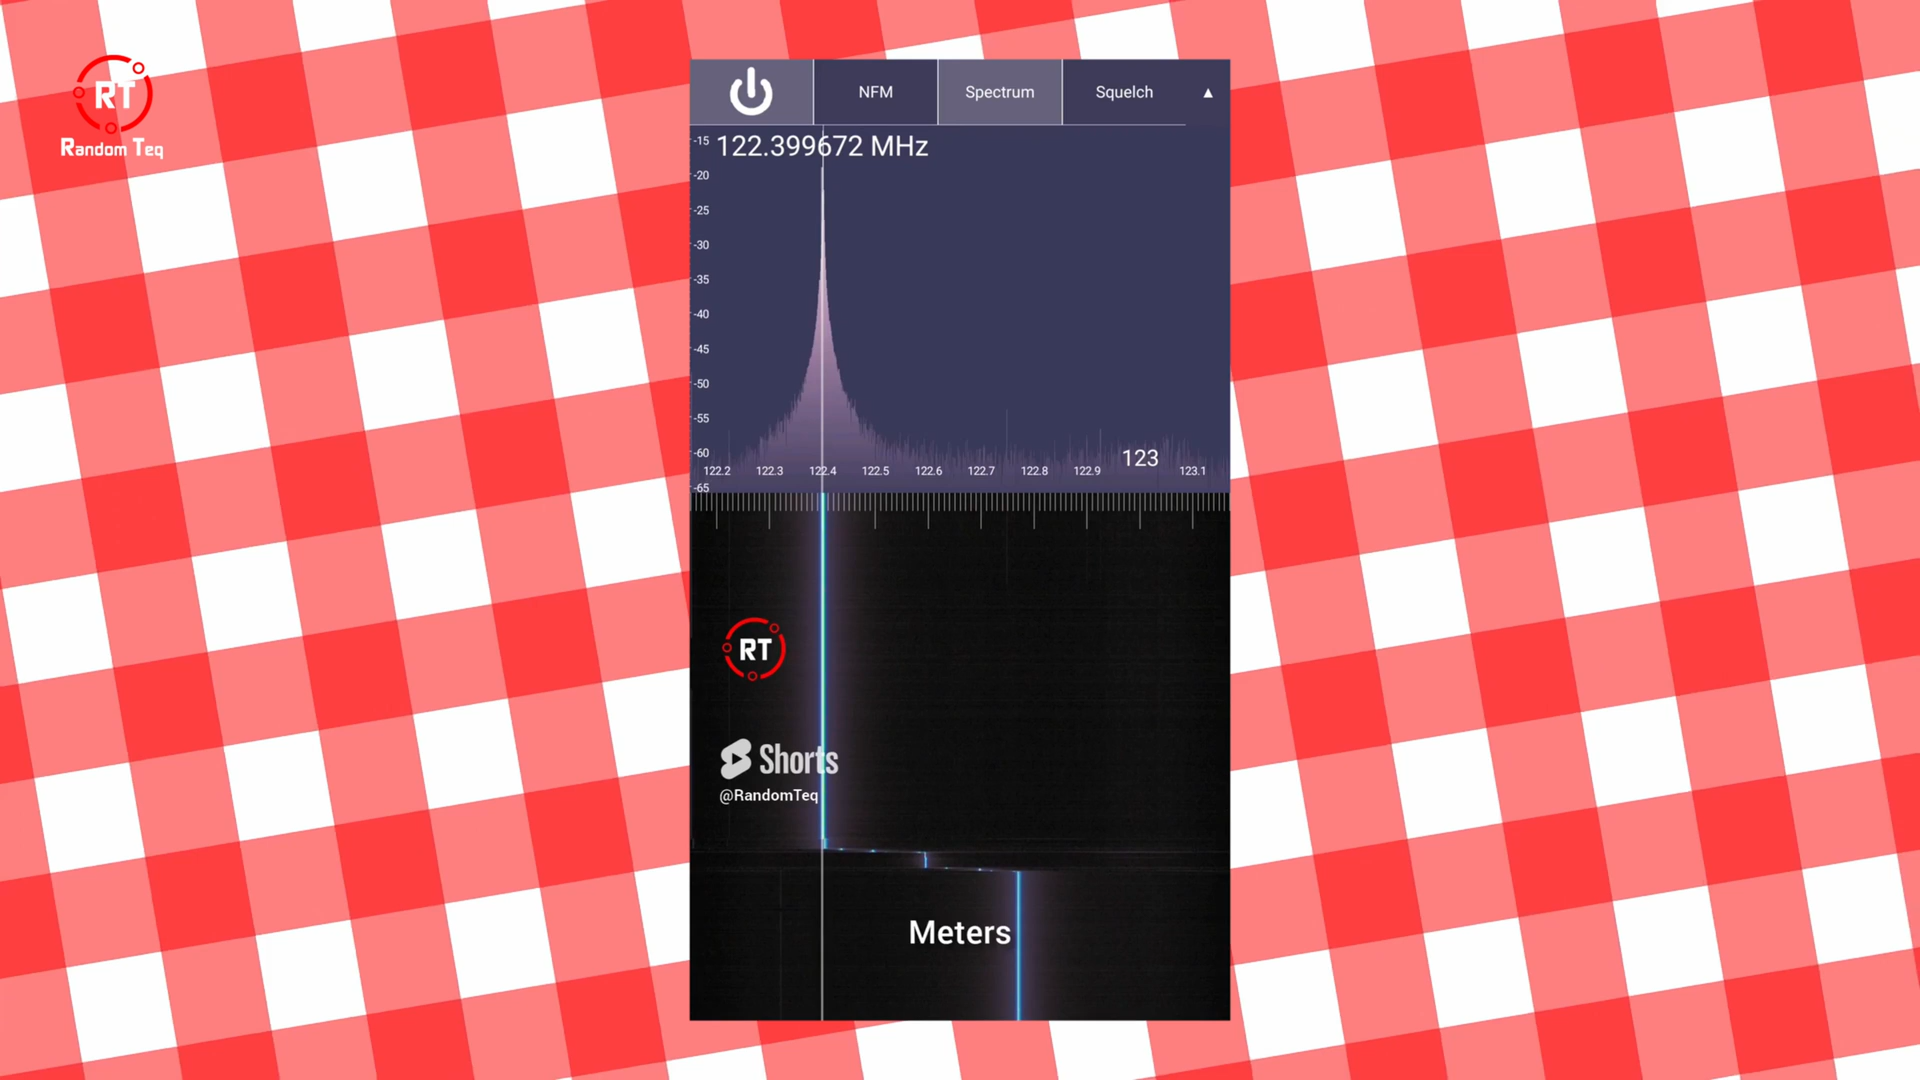 RT
Random Teq
NFM
Spectrum
Squelch
▲
122.399672 MHz
-15
-20
-25
-30
-35
-40
-45
-50
-55
-60
-65
122.2 122.3 122.4 122.5 122.6 122.7 122.8 122.9 123 123.1
RT
Shorts
@RandomTeq
Meters